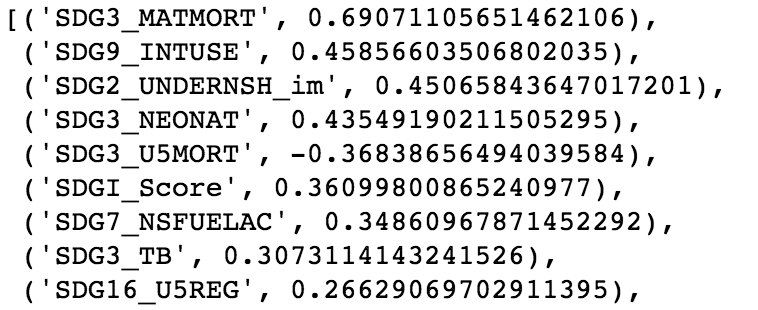 [('SDG3_MATMORT', 0.69071105651462106),
('SDG9_INTUSE', 0.45856603506802035),
('SDG2_UNDERNSH_im', 0.45065843647017201),
('SDG3_NEONAT', 0.43549190211505295),
('SDG3_U5MORT', -0.36838656494039584),
('SDGI_Score', 0.36099800865240977),
('SDG7_NSFUELAC', 0.34860967871452292),
('SDG3_TB', 0.3073114143241526),
('SDG16_U5REG', 0.26629069702911395),